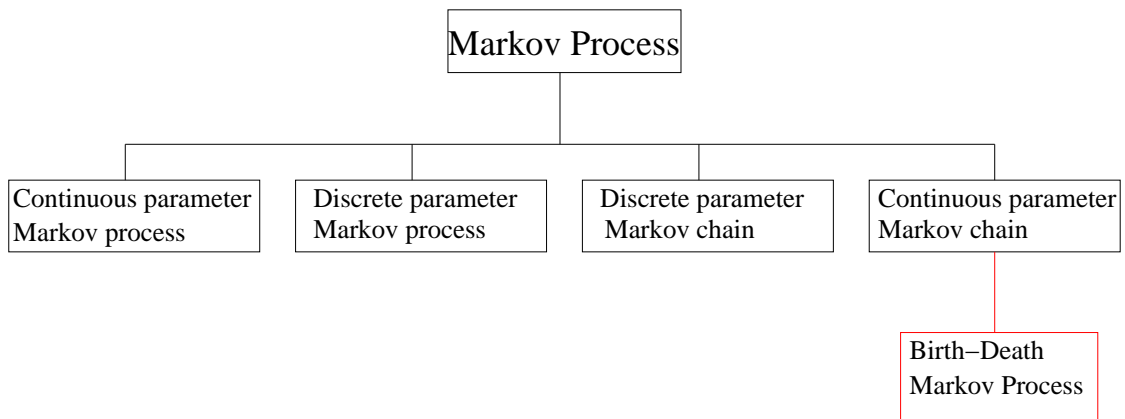 Markov Process
Continuous parameter
Markov process
Discrete parameter
Markov process
Discrete parameter
Markov chain
Continuous parameter
Markov chain
Birth−Death
Markov Process